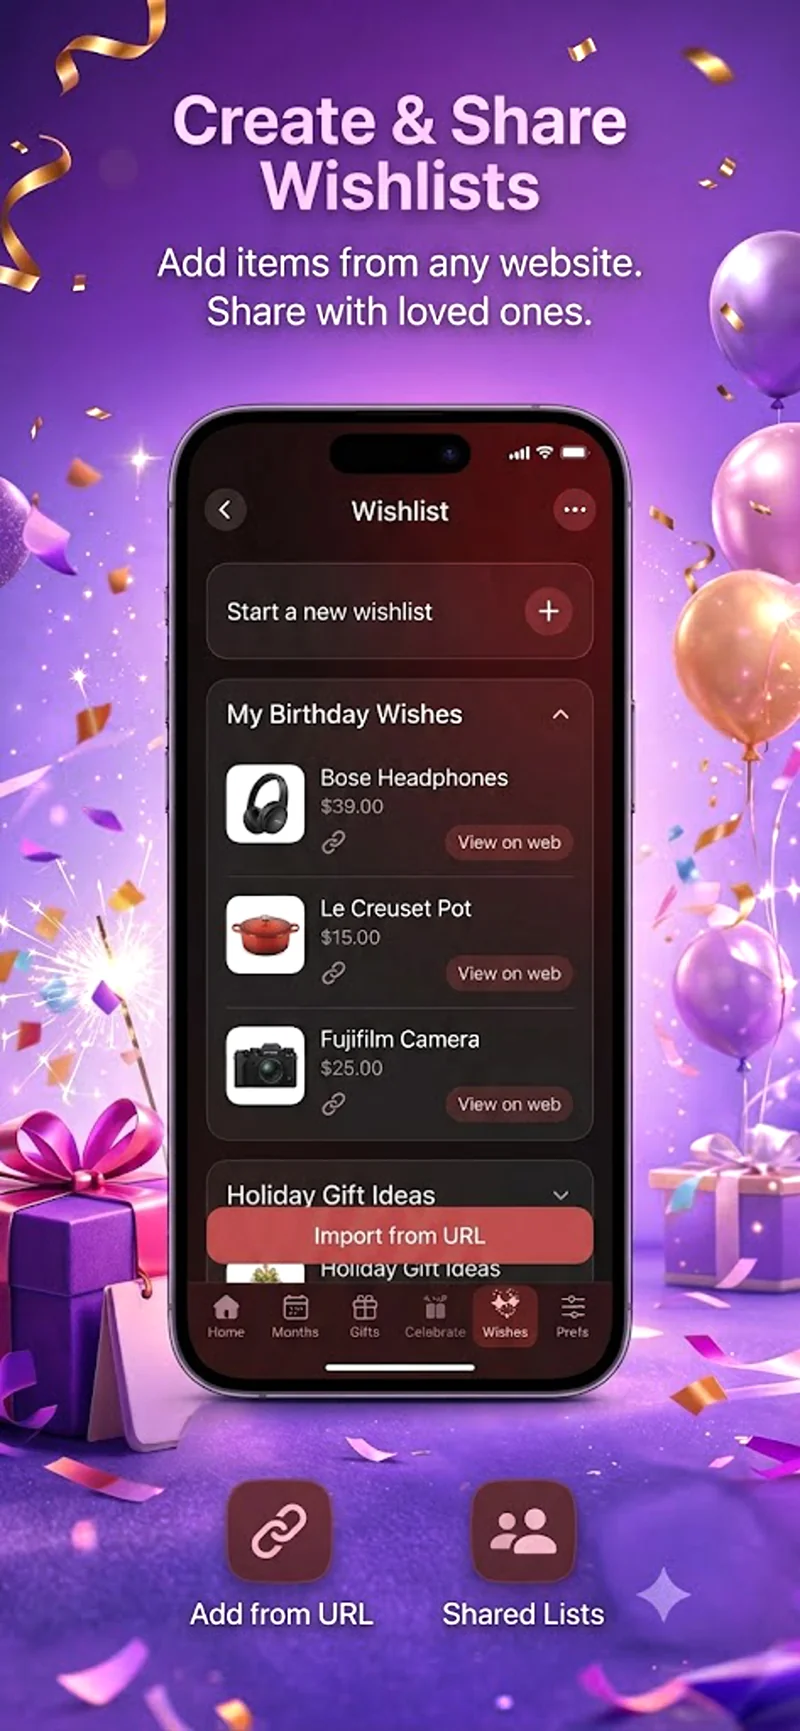 Create & Share
Wishlists
Add items from any website.
Share with loved ones.
Wishlist
Start a new wishlist
My Birthday Wishes
Bose Headphones
$39.00
View on web
Le Creuset Pot
$15.00
View on web
Fujifilm Camera
$25.00
View on web
Holiday Gift Ideas
Import from URL
Holiday Gift Ideas
Home
Months
Gifts
Celebrate
Wishes
Prefs
Add from URL
Shared Lists